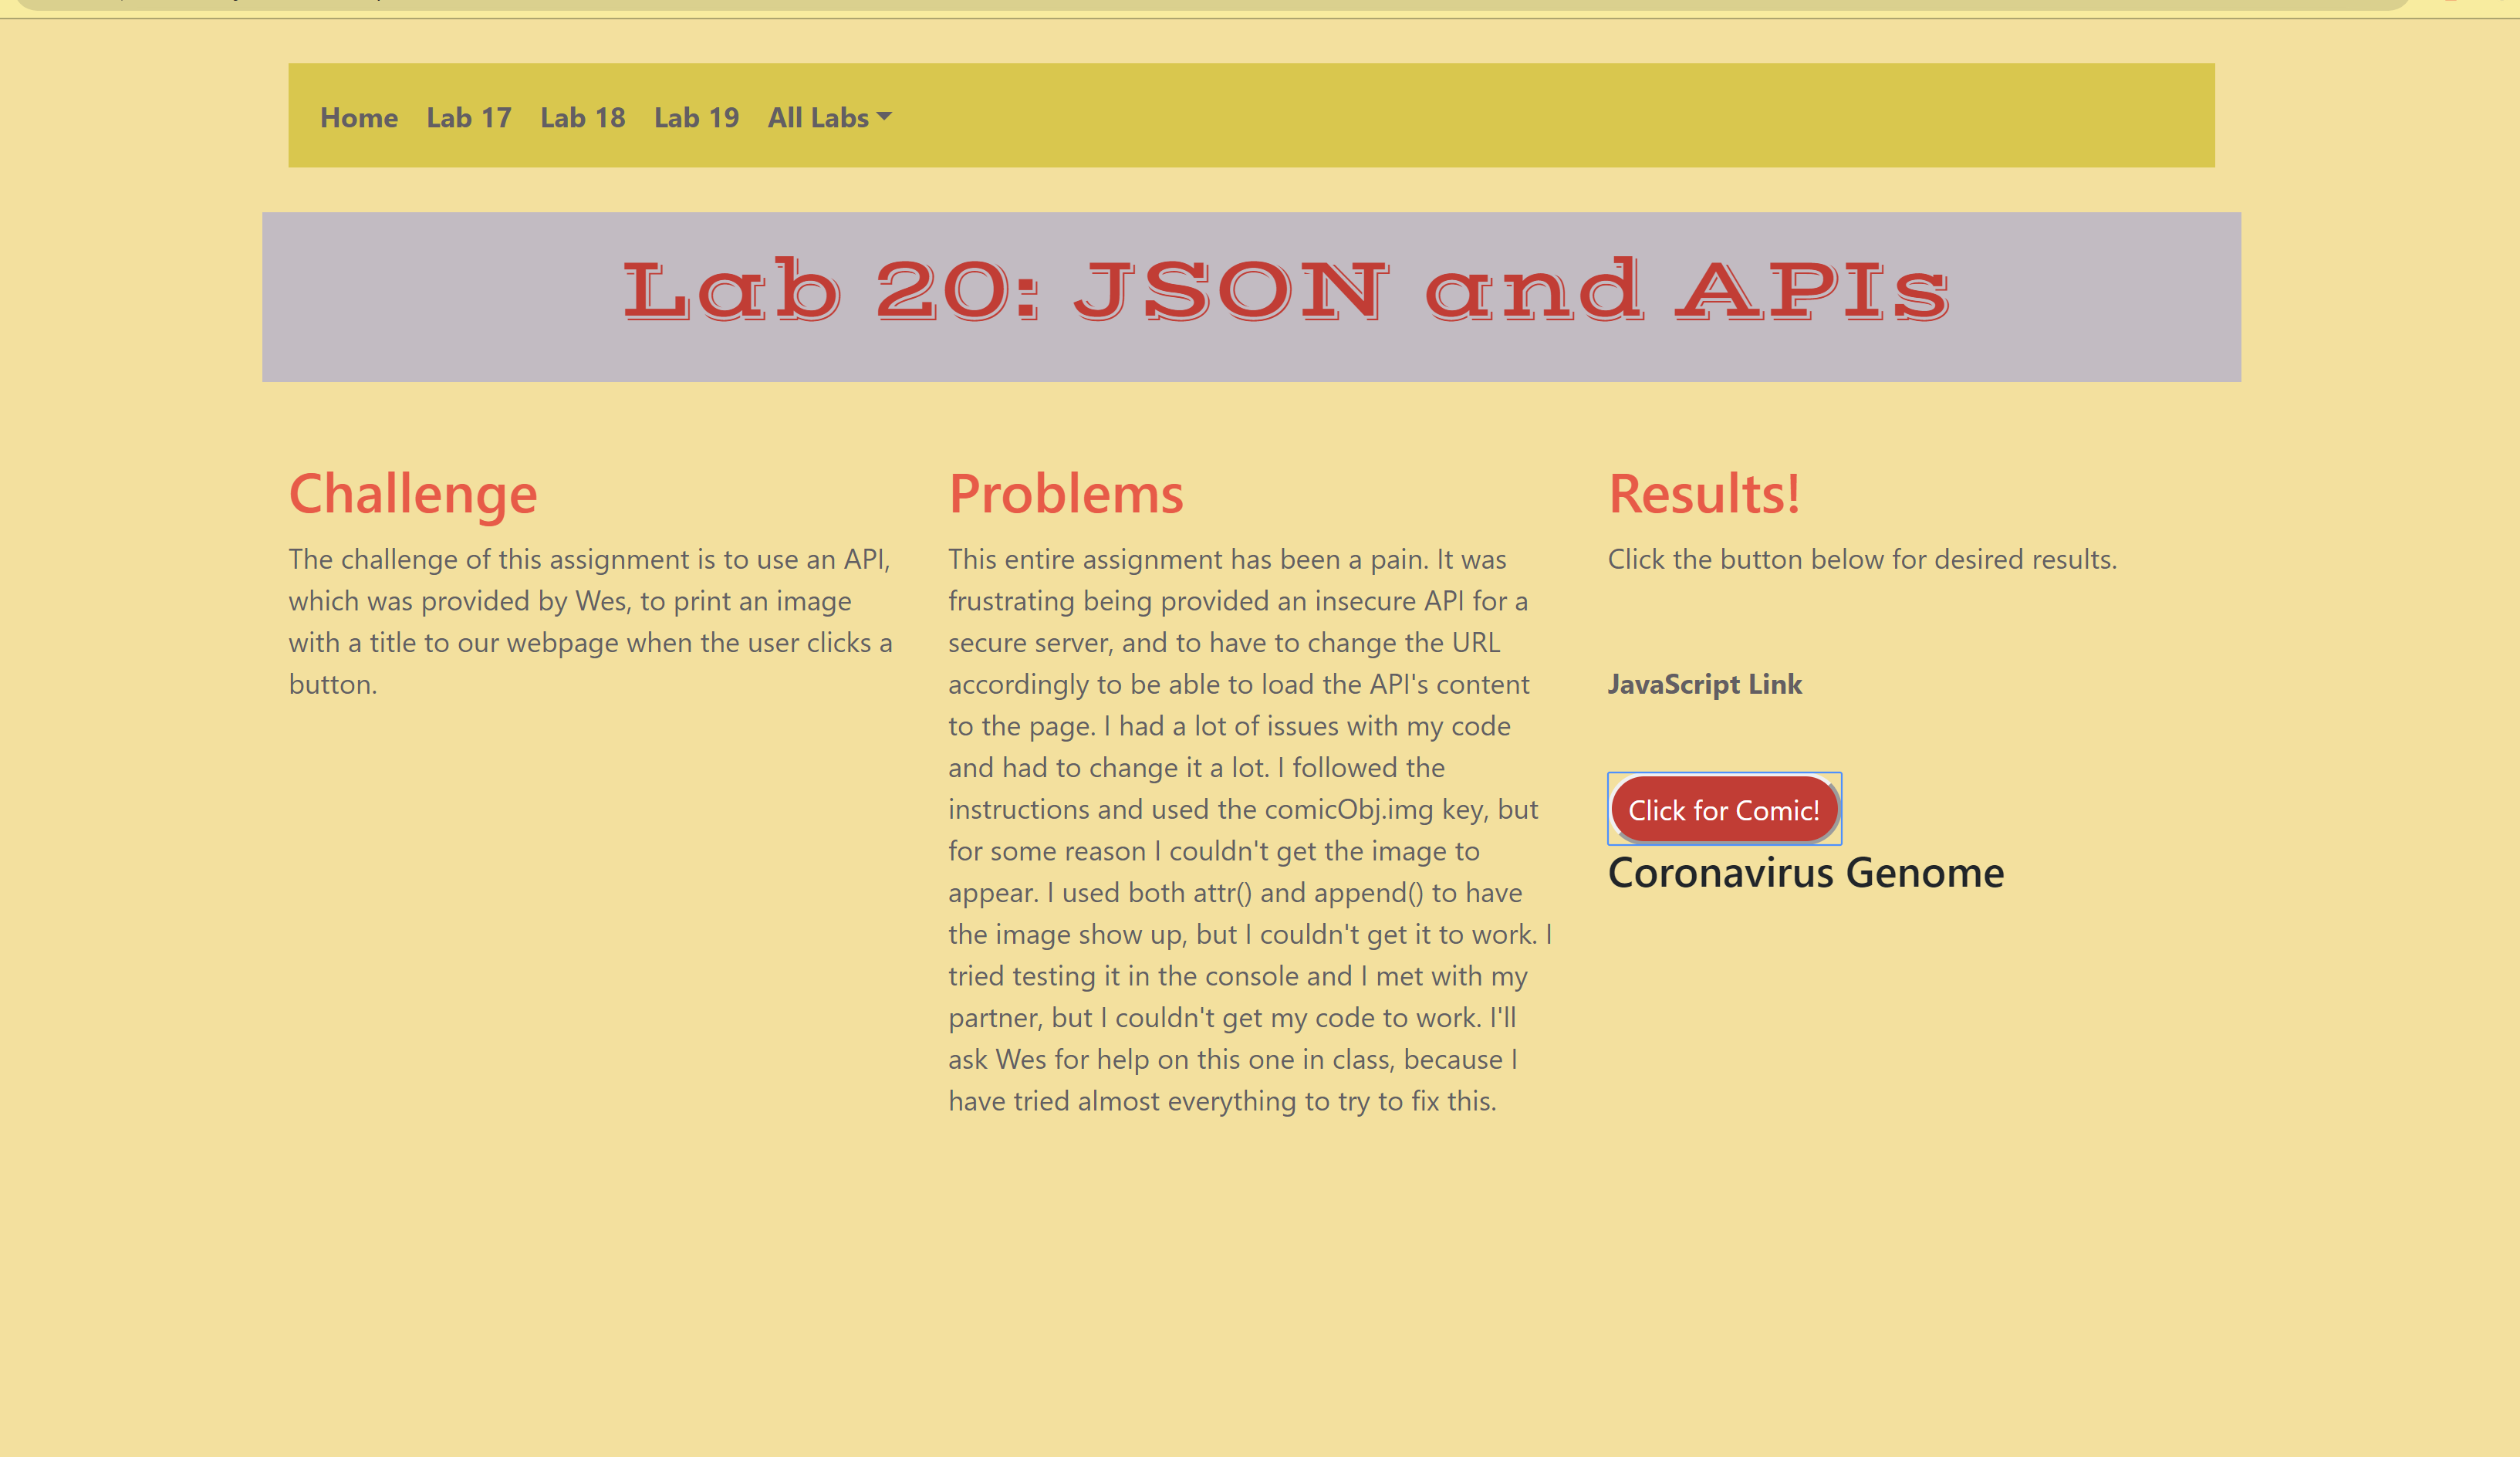 Home Lab 17 Lab 18 Lab 19 All Labs
Lab 20: JSON and APIs
Challenge
The challenge of this assignment is to use an API,
which was provided by Wes, to print an image
with a title to our webpage when the user clicks a
button.
Problems
This entire assignment has been a pain. It was
frustrating being provided an insecure API for a
secure server, and to have to change the URL
accordingly to be able to load the API's content
to the page. I had a lot of issues with my code
and had to change it a lot. I followed the
instructions and used the comicObj.img key, but
for some reason I couldn't get the image to
appear. I used both attr() and append() to have
the image show up, but I couldn't get it to work. I
tried testing it in the console and I met with my
partner, but I couldn't get my code to work. I'll
ask Wes for help on this one in class, because I
have tried almost everything to try to fix this.
Results!
Click the button below for desired results.
JavaScript Link
Click for Comic!
Coronavirus Genome